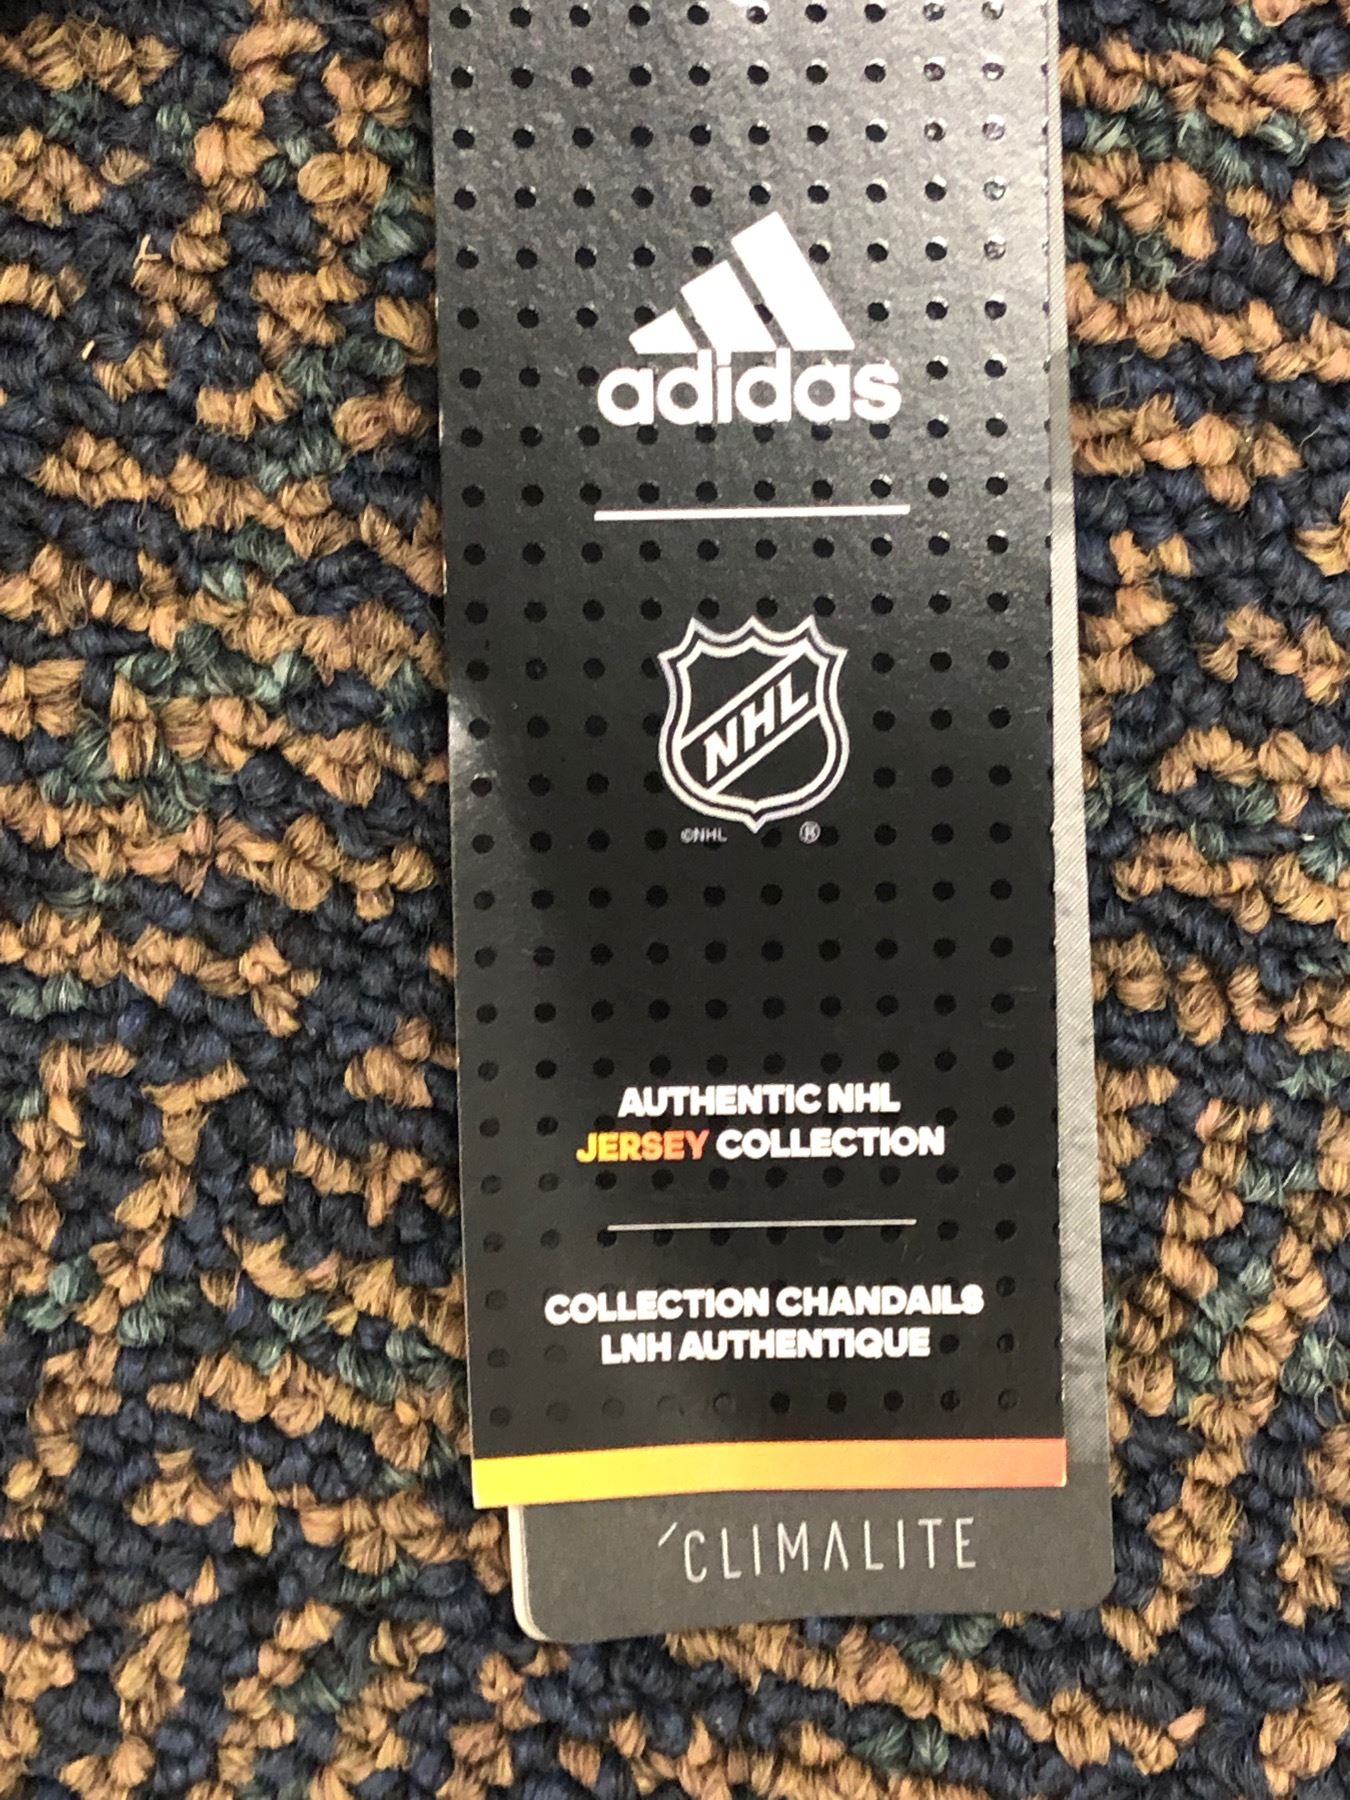 adidas
NHL
©NHL ®
AUTHENTIC NHL
JERSEY COLLECTION
COLLECTION CHANDAILS
LNH AUTHENTIQUE
´CLIMALITE